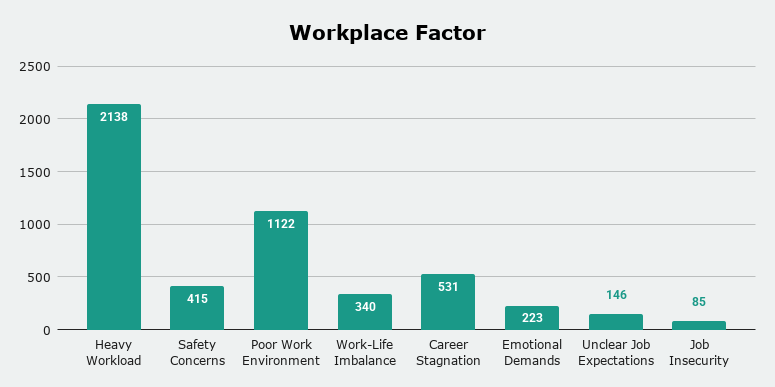 Workplace Factor
2500
2000
1500
1000
500
0
2138
415
1122
340
531
223
146
85
Heavy Workload
Safety Concerns
Poor Work Environment
Work-Life Imbalance
Career Stagnation
Emotional Demands
Unclear Job Expectations
Job Insecurity